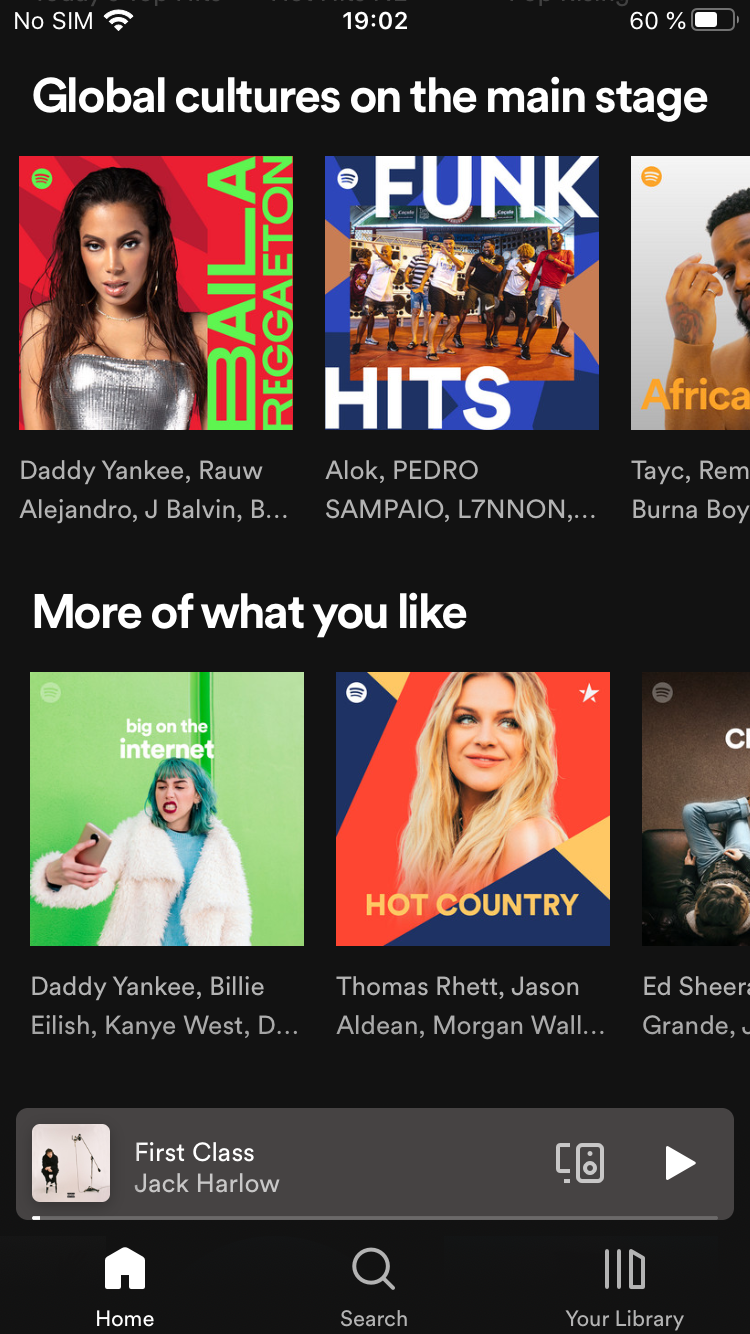 No SIM 19:02 60 %
Global cultures on the main stage
BAILA
REGGAETON
FUNK
HITS
Africa
Daddy Yankee, Rauw
Alejandro, J Balvin, B...
Alok, PEDRO
SAMPAIO, L7NNON,...
Tayc, Rem
Burna Boy
More of what you like
big on the
internet
HOT COUNTRY
Daddy Yankee, Billie
Eilish, Kanye West, D...
Thomas Rhett, Jason
Aldean, Morgan Wall...
Ed Sheera
Grande, J
First Class
Jack Harlow
Home
Search
Your Library